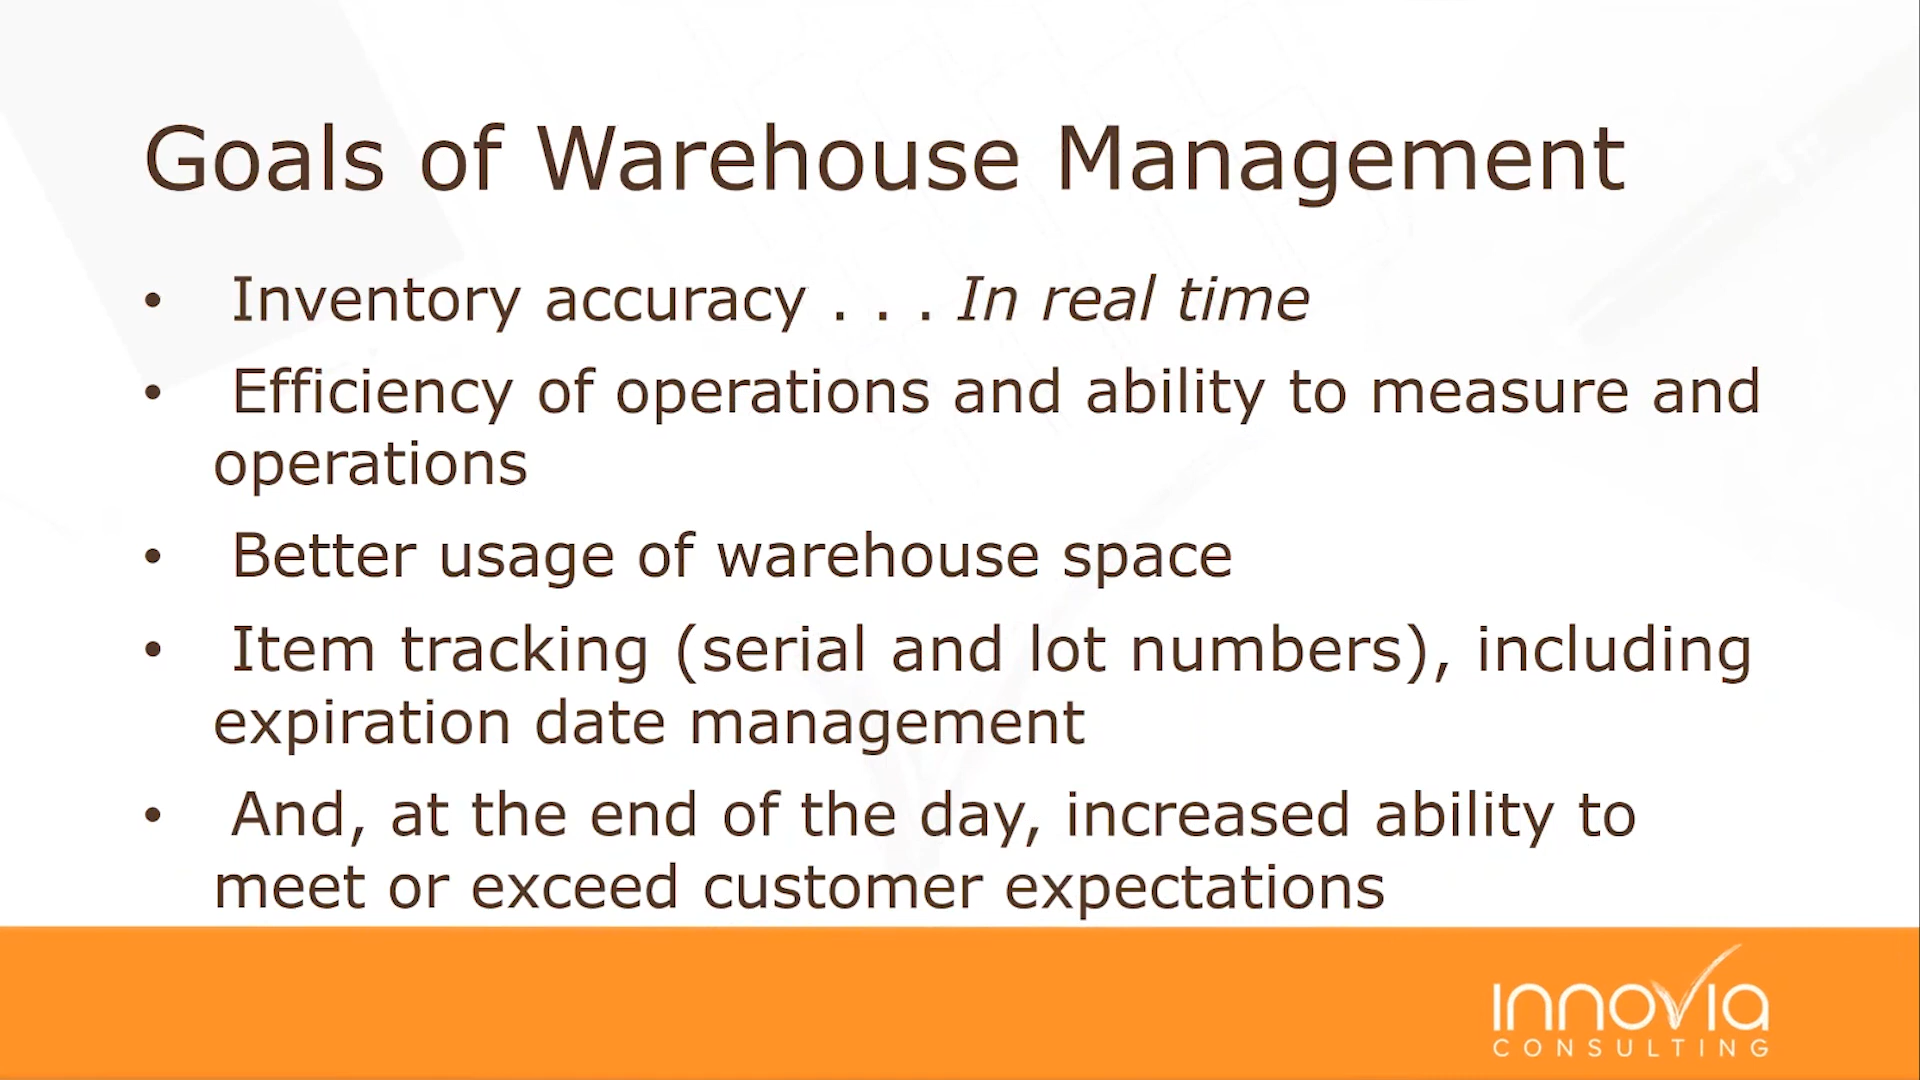 Goals of Warehouse Management
• Inventory accuracy . . . In real time
• Efficiency of operations and ability to measure and
operations
• Better usage of warehouse space
• Item tracking (serial and lot numbers), including
expiration date management
• And, at the end of the day, increased ability to
meet or exceed customer expectations
innovia
CONSULTING